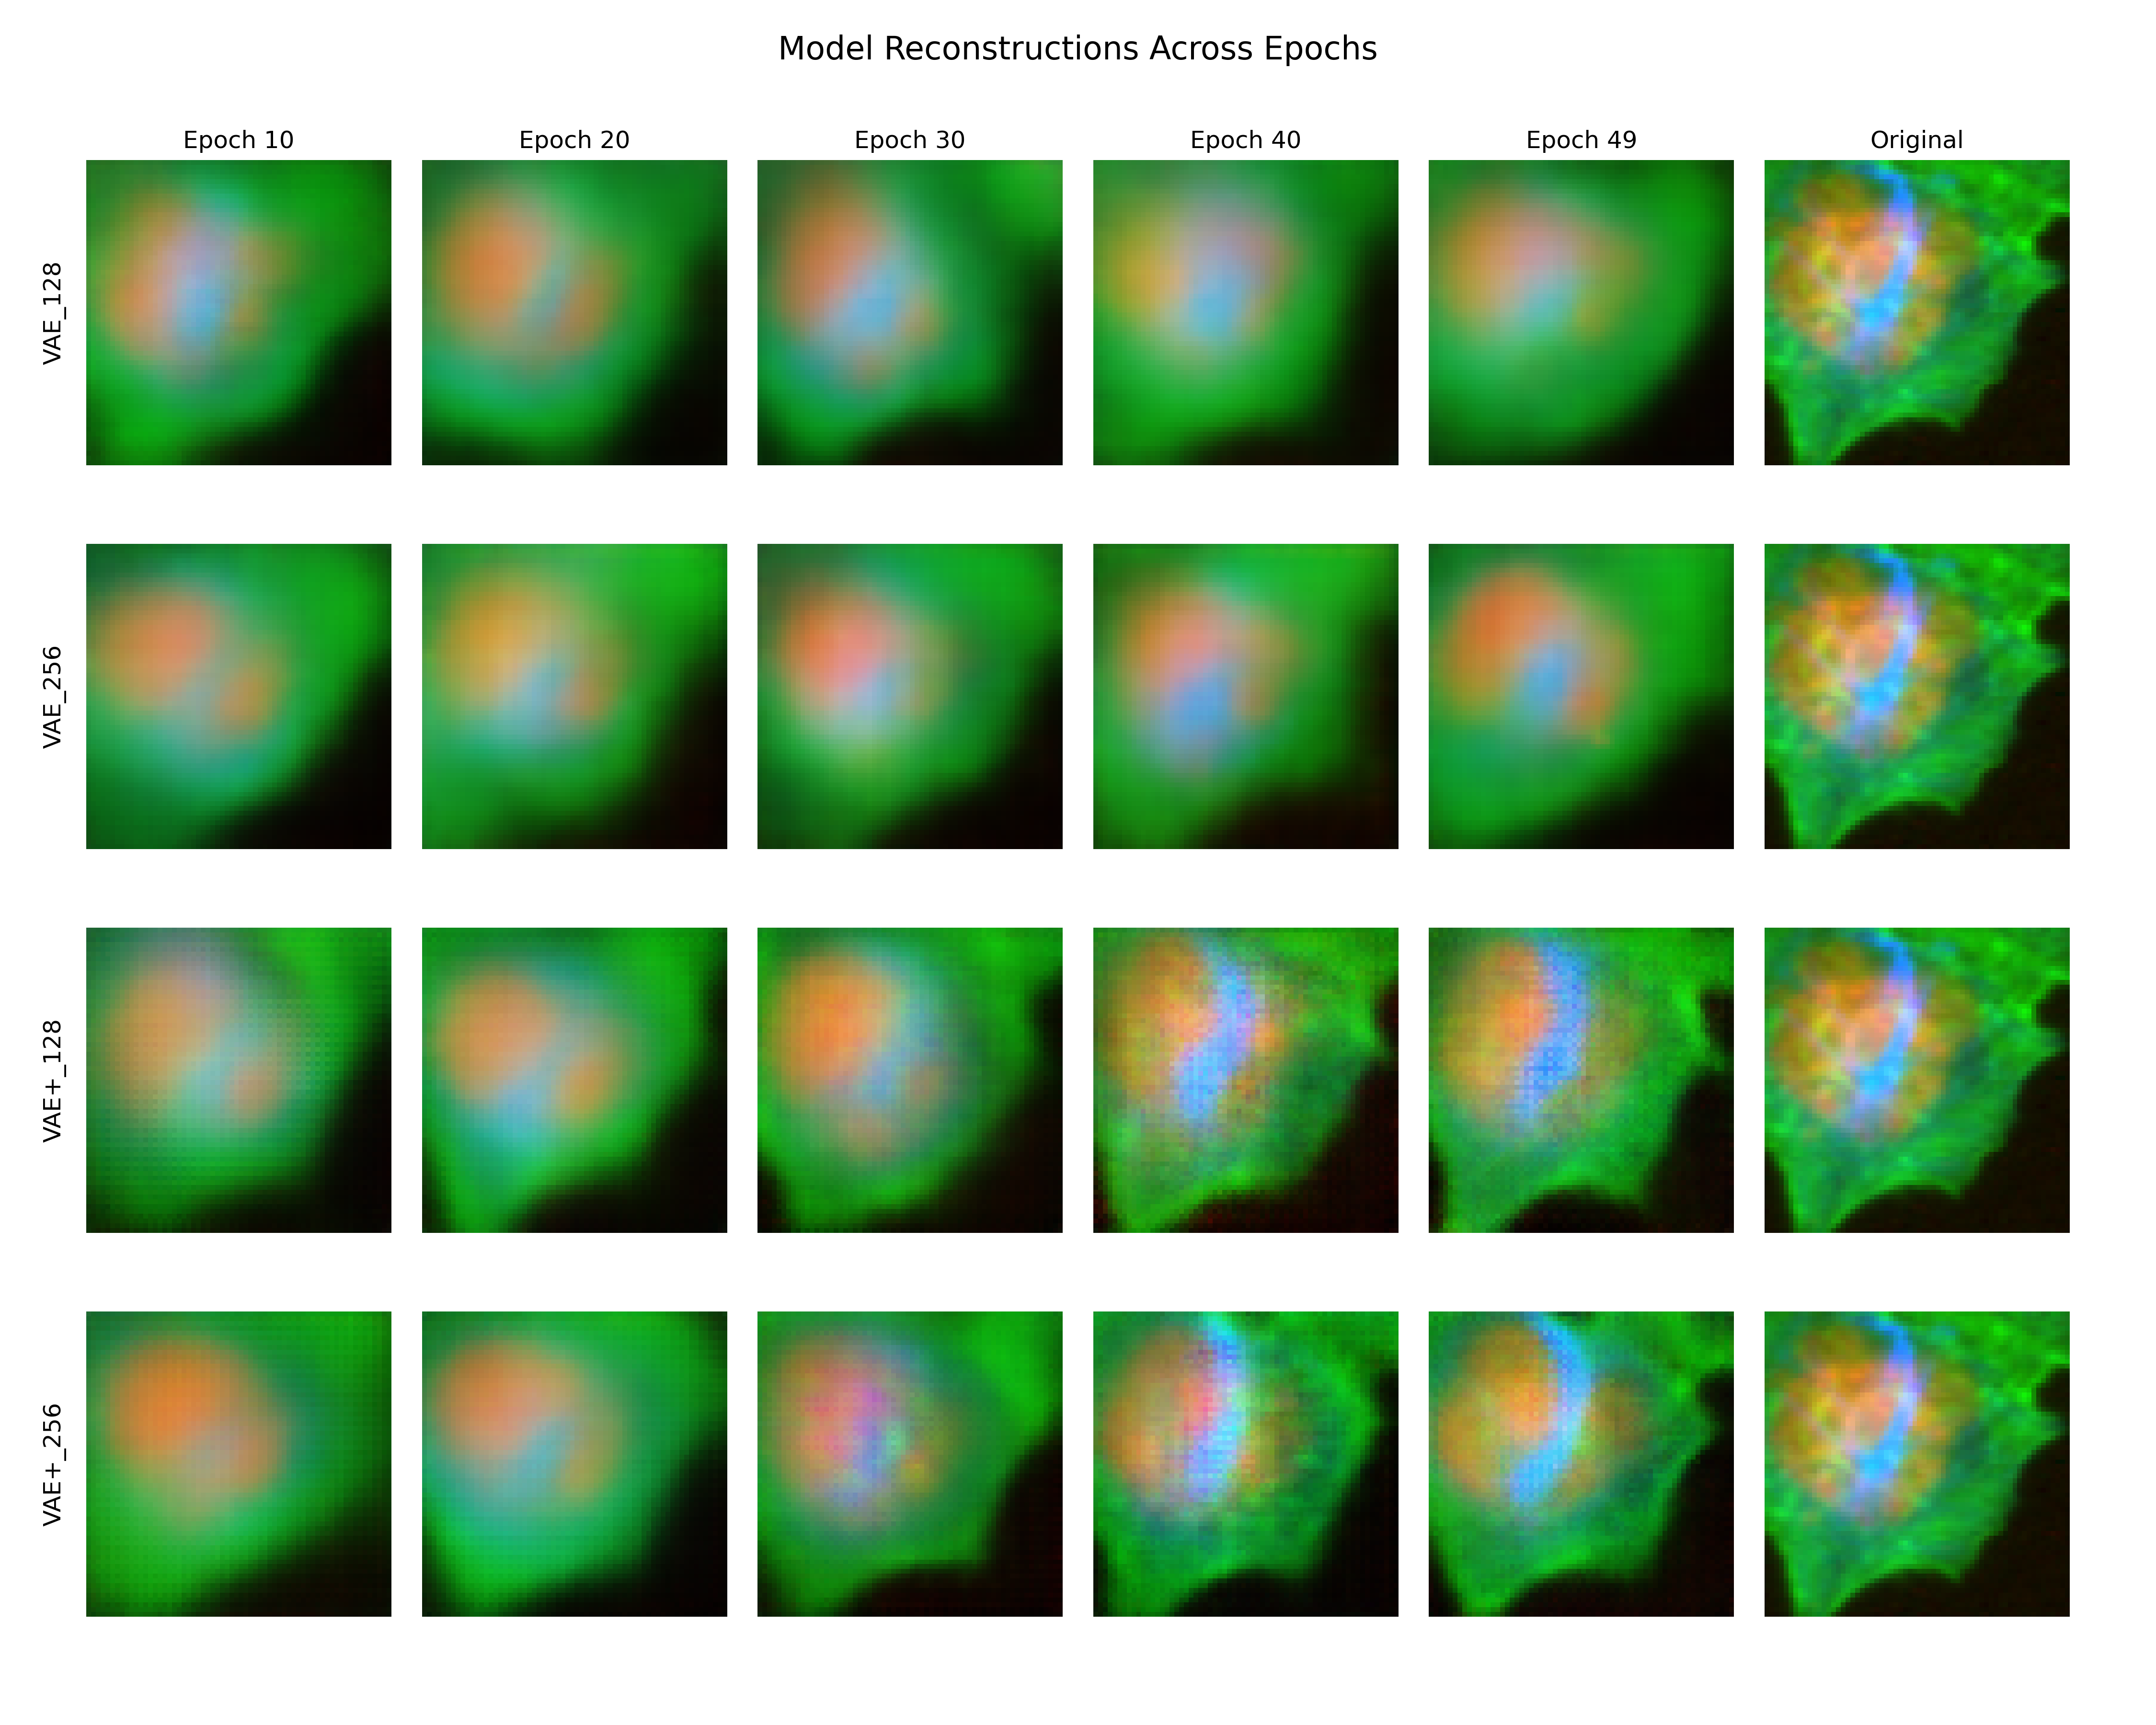 Model Reconstructions Across Epochs
Epoch 10 Epoch 20 Epoch 30 Epoch 40 Epoch 49 Original
VAE_128
VAE_256
VAE+_128
VAE+_256